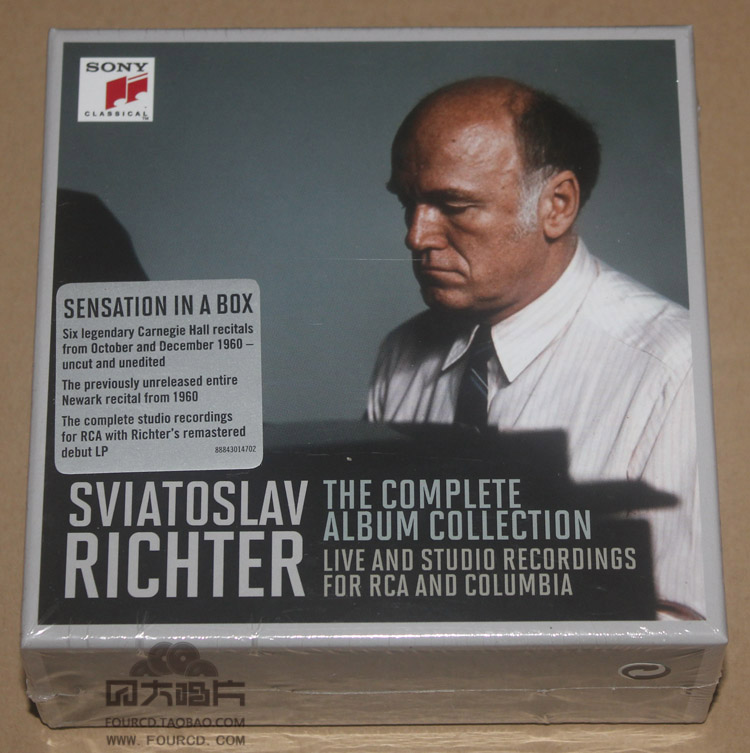 SONY
CLASSICAL
TM
SENSATION IN A BOX
Six legendary Carnegie Hall recitals
from October and December 1960 –
uncut and unedited
The previously unreleased entire
Newark recital from 1960
The complete studio recordings
for RCA with Richter's remastered
debut LP
88843014702
SVIATOSLAV
RICHTER
THE COMPLETE
ALBUM COLLECTION
LIVE AND STUDIO RECORDINGS
FOR RCA AND COLUMBIA
大唱片
FOURCD.TAOBAO.COM
WWW. FOURCD. COM